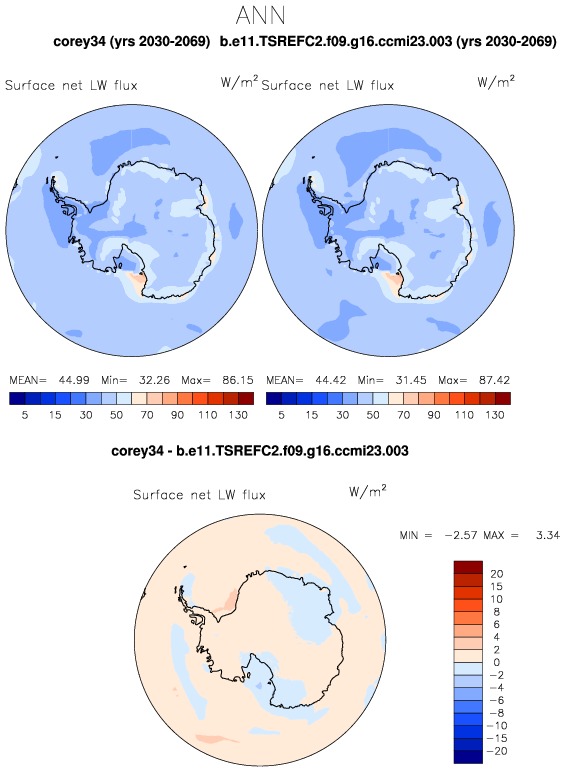 ANN
corey34 (yrs 2030-2069) b.e11.TSREFC2.f09.g16.ccmi23.003 (yrs 2030-2069)
Surface net LW flux W/m² Surface net LW flux W/m²
MEAN= 44.99 Min= 32.26 Max= 86.15 MEAN= 44.42 Min= 31.45 Max= 87.42
5 15 30 50 70 90 110 130 5 15 30 50 70 90 110 130
corey34 - b.e11.TSREFC2.f09.g16.ccmi23.003
Surface net LW flux W/m²
MIN = -2.57 MAX = 3.34
20
15
10
8
6
4
2
0
-2
-4
-6
-8
-10
-15
-20